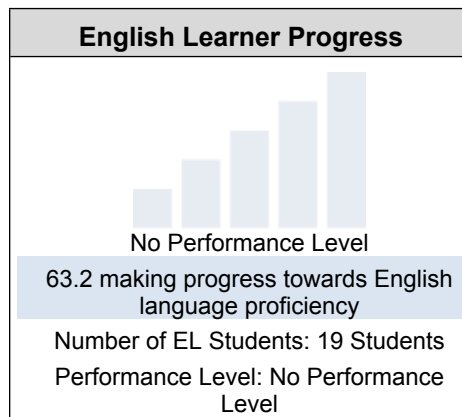 English Learner Progress
No Performance Level
63.2 making progress towards English
language proficiency
Number of EL Students: 19 Students
Performance Level: No Performance
Level